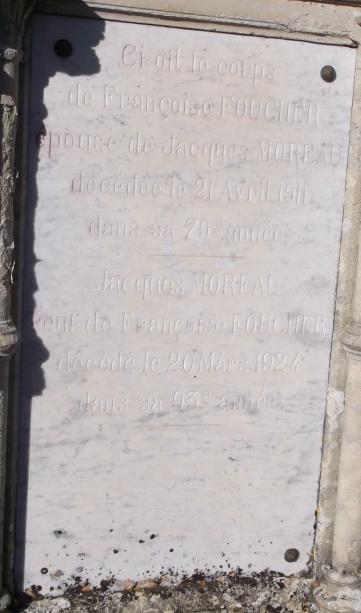 Ci-gît le corps
de Françoise FOUCHER
épouse de Jacques MOREAU
décédée le 21 Avril 1911
dans sa 79e année.
Jacques MOREAU
veuf de Françoise FOUCHER
décédé le 20 Mars 1924
dans sa 93e année.